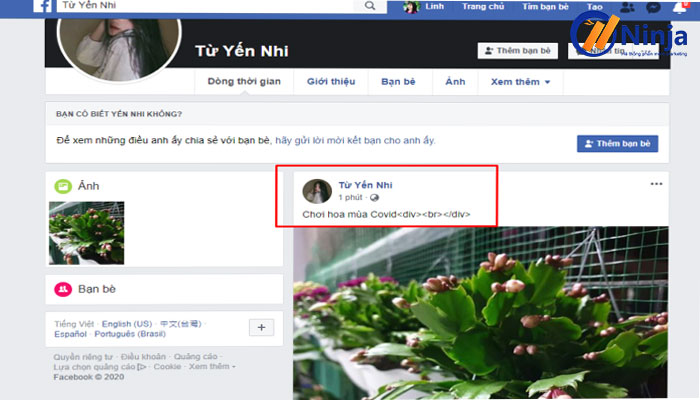 Từ Yến Nhi
Linh Trang chủ Tìm bạn bè Tạo
Ninja
Từ Yến Nhi
Thêm bạn bè
Dòng thời gian Giới thiệu Bạn bè Ảnh Xem thêm
BẠN CÓ BIẾT YẾN NHI KHÔNG?
Để xem những điều anh ấy chia sẻ với bạn bè, hãy gửi lời mời kết bạn cho anh ấy.
Thêm bạn bè
Ảnh
Bạn bè
Tiếng Việt · English (US) · 中文(台灣) ·
Español · Português (Brasil)
Quyền riêng tư · Điều khoản · Quảng cáo ·
Lựa chọn quảng cáo · Cookie · Xem thêm
Facebook © 2020
Từ Yến Nhi
1 phút ·
Chơi hoa mùa Covid<div><br></div>